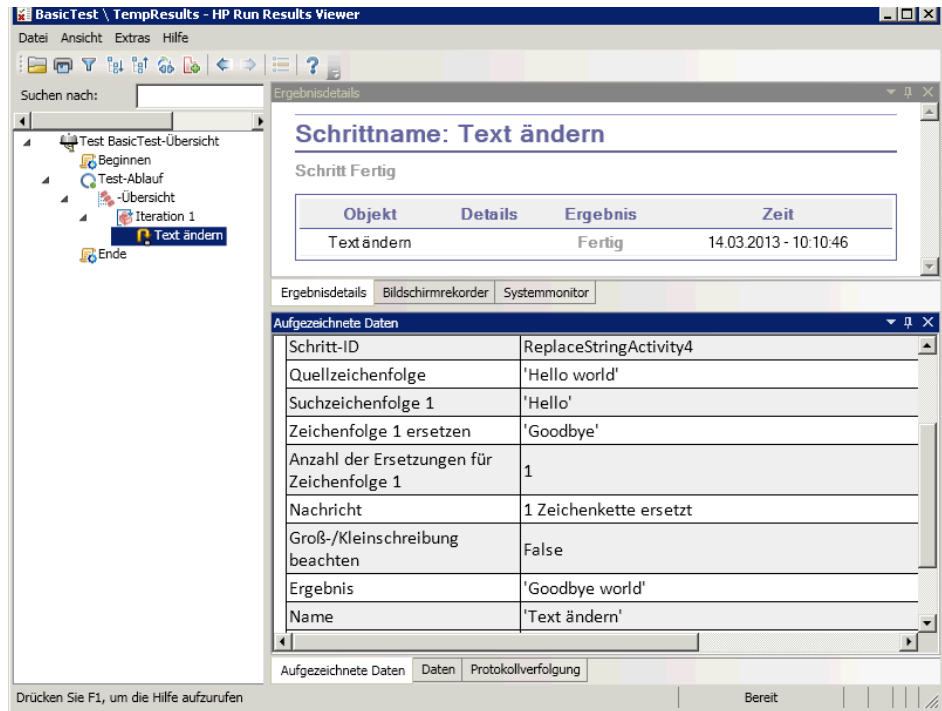 BasicTest \ TempResults - HP Run Results Viewer
Datei Ansicht Extras Hilfe
Suchen nach:
Test BasicTest-Übersicht
Beginnen
Test-Ablauf
-Übersicht
Iteration 1
Text ändern
Ende
Ergebnisdetails
Schrittname: Text ändern
Schritt Fertig
Objekt Details Ergebnis Zeit
Text ändern Fertig 14.03.2013 - 10:10:46
Ergebnisdetails Bildschirmrekorder Systemmonitor
Aufgezeichnete Daten
Schritt-ID ReplaceStringActivity4
Quellzeichenfolge 'Hello world'
Suchzeichenfolge 1 'Hello'
Zeichenfolge 1 ersetzen 'Goodbye'
Anzahl der Ersetzungen für
Zeichenfolge 1 1
Nachricht 1 Zeichenkette ersetzt
Groß-/Kleinschreibung
beachten False
Ergebnis 'Goodbye world'
Name 'Text ändern'
Aufgezeichnete Daten Daten Protokollverfolgung
Drücken Sie F1, um die Hilfe aufzurufen Bereit